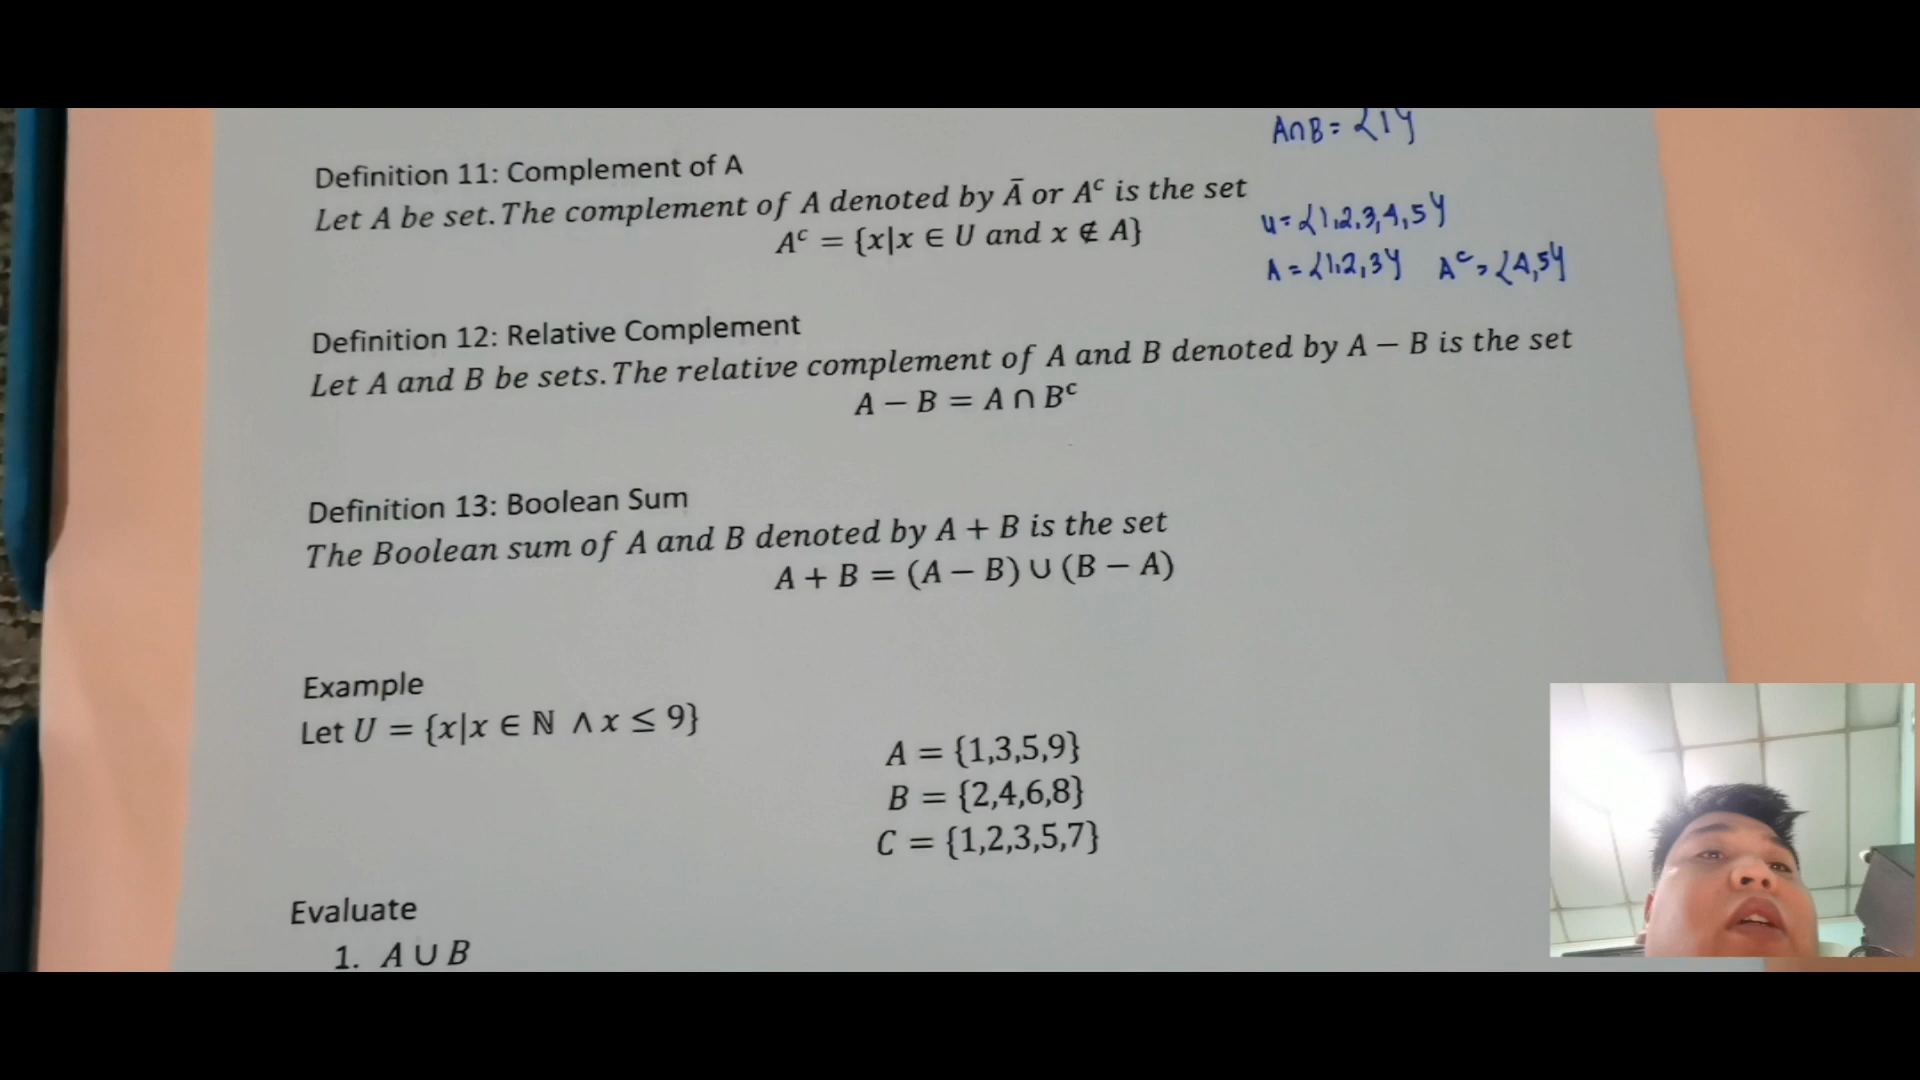 A∩B = {1}
Definition 11: Complement of A
Let A be set. The complement of A denoted by Ā or Aᶜ is the set
Aᶜ = {x|x ∈ U and x ∉ A}
U = {1,2,3,4,5}
A = {1,2,3} Aᶜ = {4,5}
Definition 12: Relative Complement
Let A and B be sets. The relative complement of A and B denoted by A − B is the set
A − B = A ∩ Bᶜ
Definition 13: Boolean Sum
The Boolean sum of A and B denoted by A + B is the set
A + B = (A − B) ∪ (B − A)
Example
Let U = {x|x ∈ ℕ ∧ x ≤ 9}
A = {1,3,5,9}
B = {2,4,6,8}
C = {1,2,3,5,7}
Evaluate
1. A ∪ B